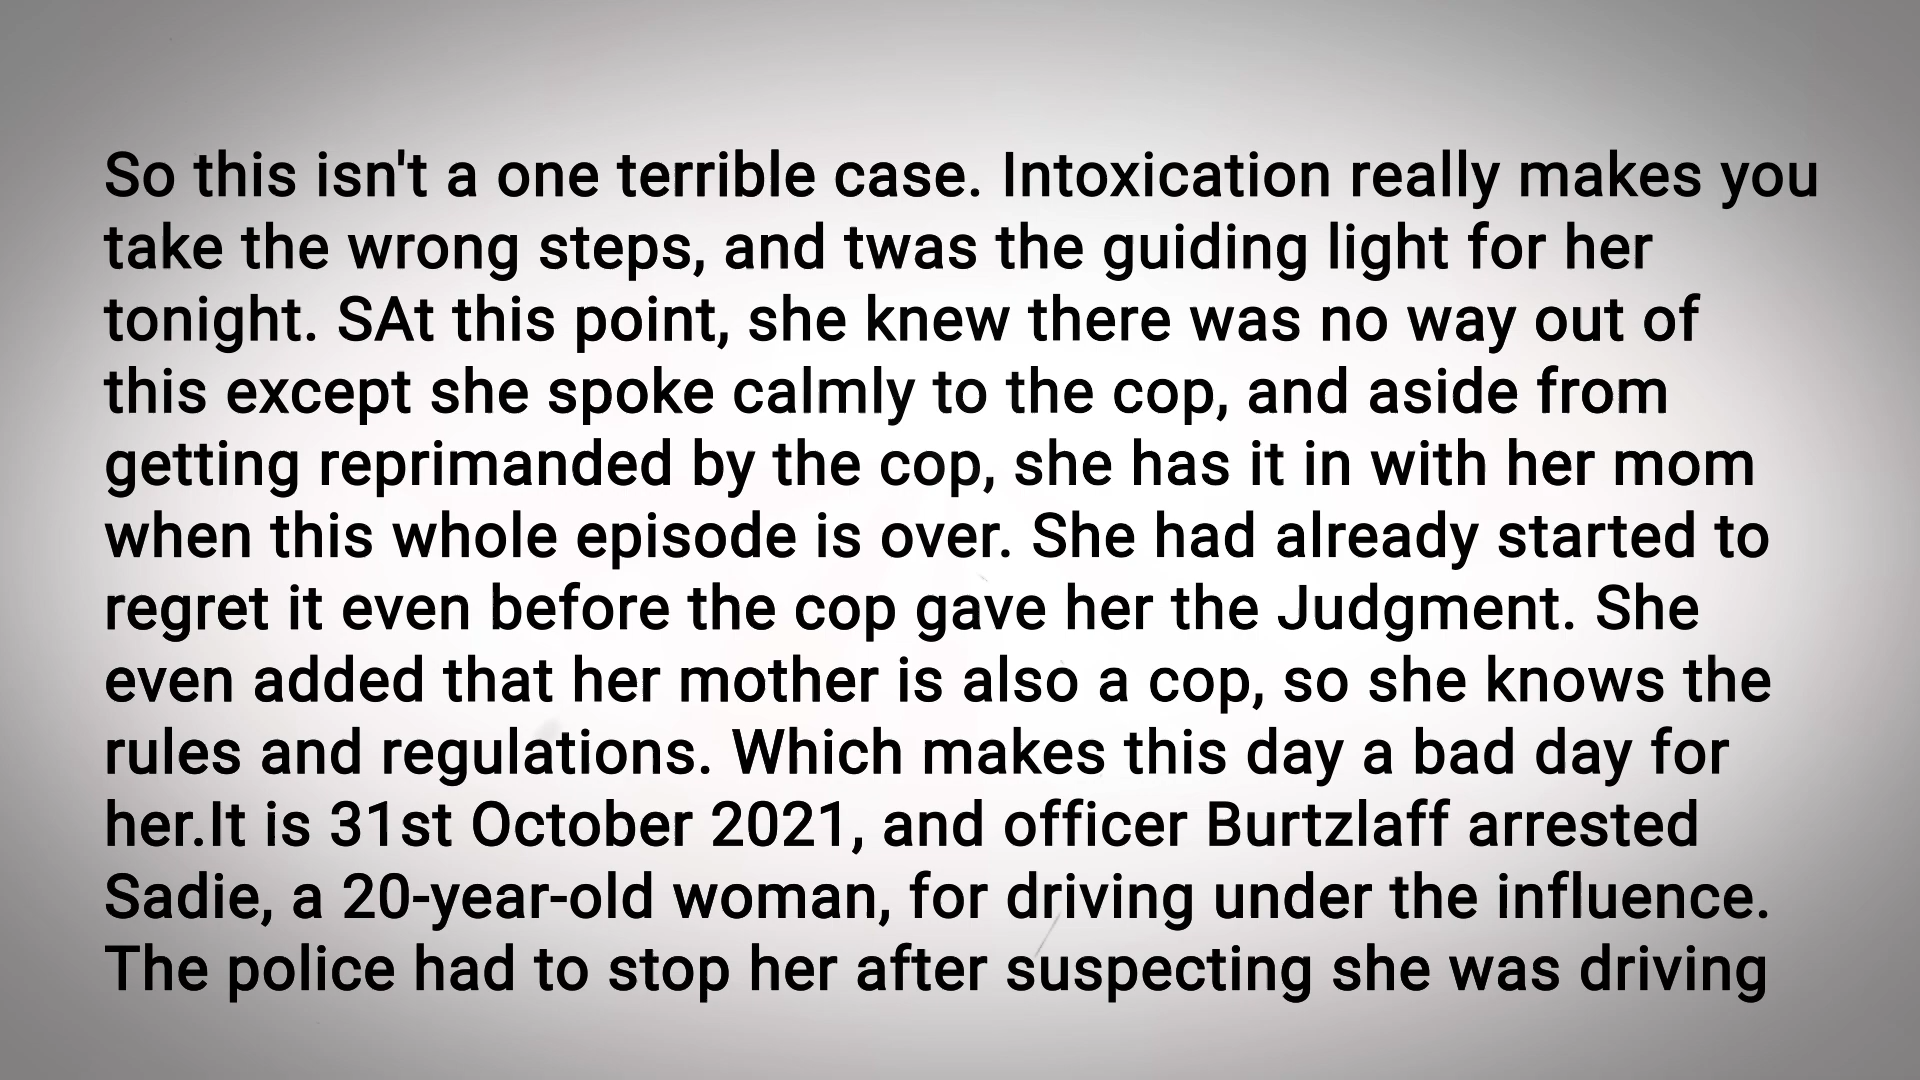 So this isn't a one terrible case. Intoxication really makes you
take the wrong steps, and twas the guiding light for her
tonight. SAt this point, she knew there was no way out of
this except she spoke calmly to the cop, and aside from
getting reprimanded by the cop, she has it in with her mom
when this whole episode is over. She had already started to
regret it even before the cop gave her the Judgment. She
even added that her mother is also a cop, so she knows the
rules and regulations. Which makes this day a bad day for
her.It is 31st October 2021, and officer Burtzlaff arrested
Sadie, a 20-year-old woman, for driving under the influence.
The police had to stop her after suspecting she was driving